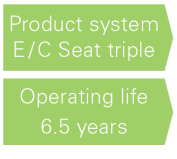 Product system
E/C Seat triple
Operating life
6.5 years